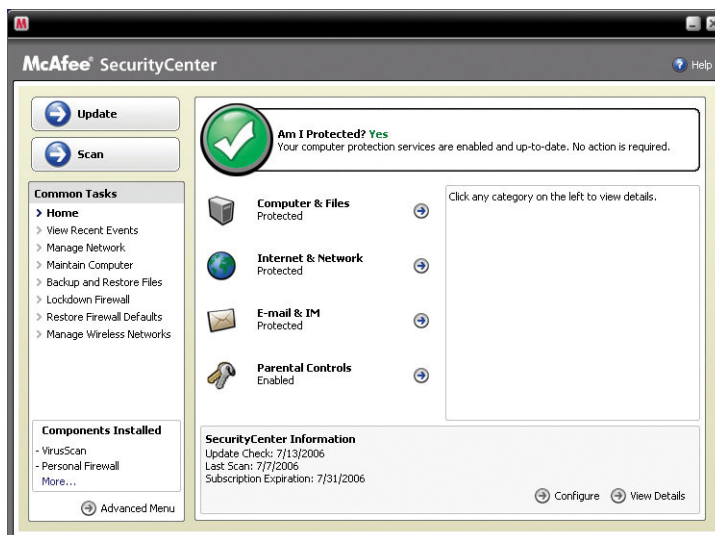 McAfee® SecurityCenter
Help
Update
Scan
Common Tasks
Home
View Recent Events
Manage Network
Maintain Computer
Backup and Restore Files
Lockdown Firewall
Restore Firewall Defaults
Manage Wireless Networks
Components Installed
- VirusScan
- Personal Firewall
More...
Advanced Menu
Am I Protected? Yes
Your computer protection services are enabled and up-to-date. No action is required.
Computer & Files
Protected
Internet & Network
Protected
E-mail & IM
Protected
Parental Controls
Enabled
Click any category on the left to view details.
SecurityCenter Information
Update Check: 7/13/2006
Last Scan: 7/7/2006
Subscription Expiration: 7/31/2006
Configure
View Details